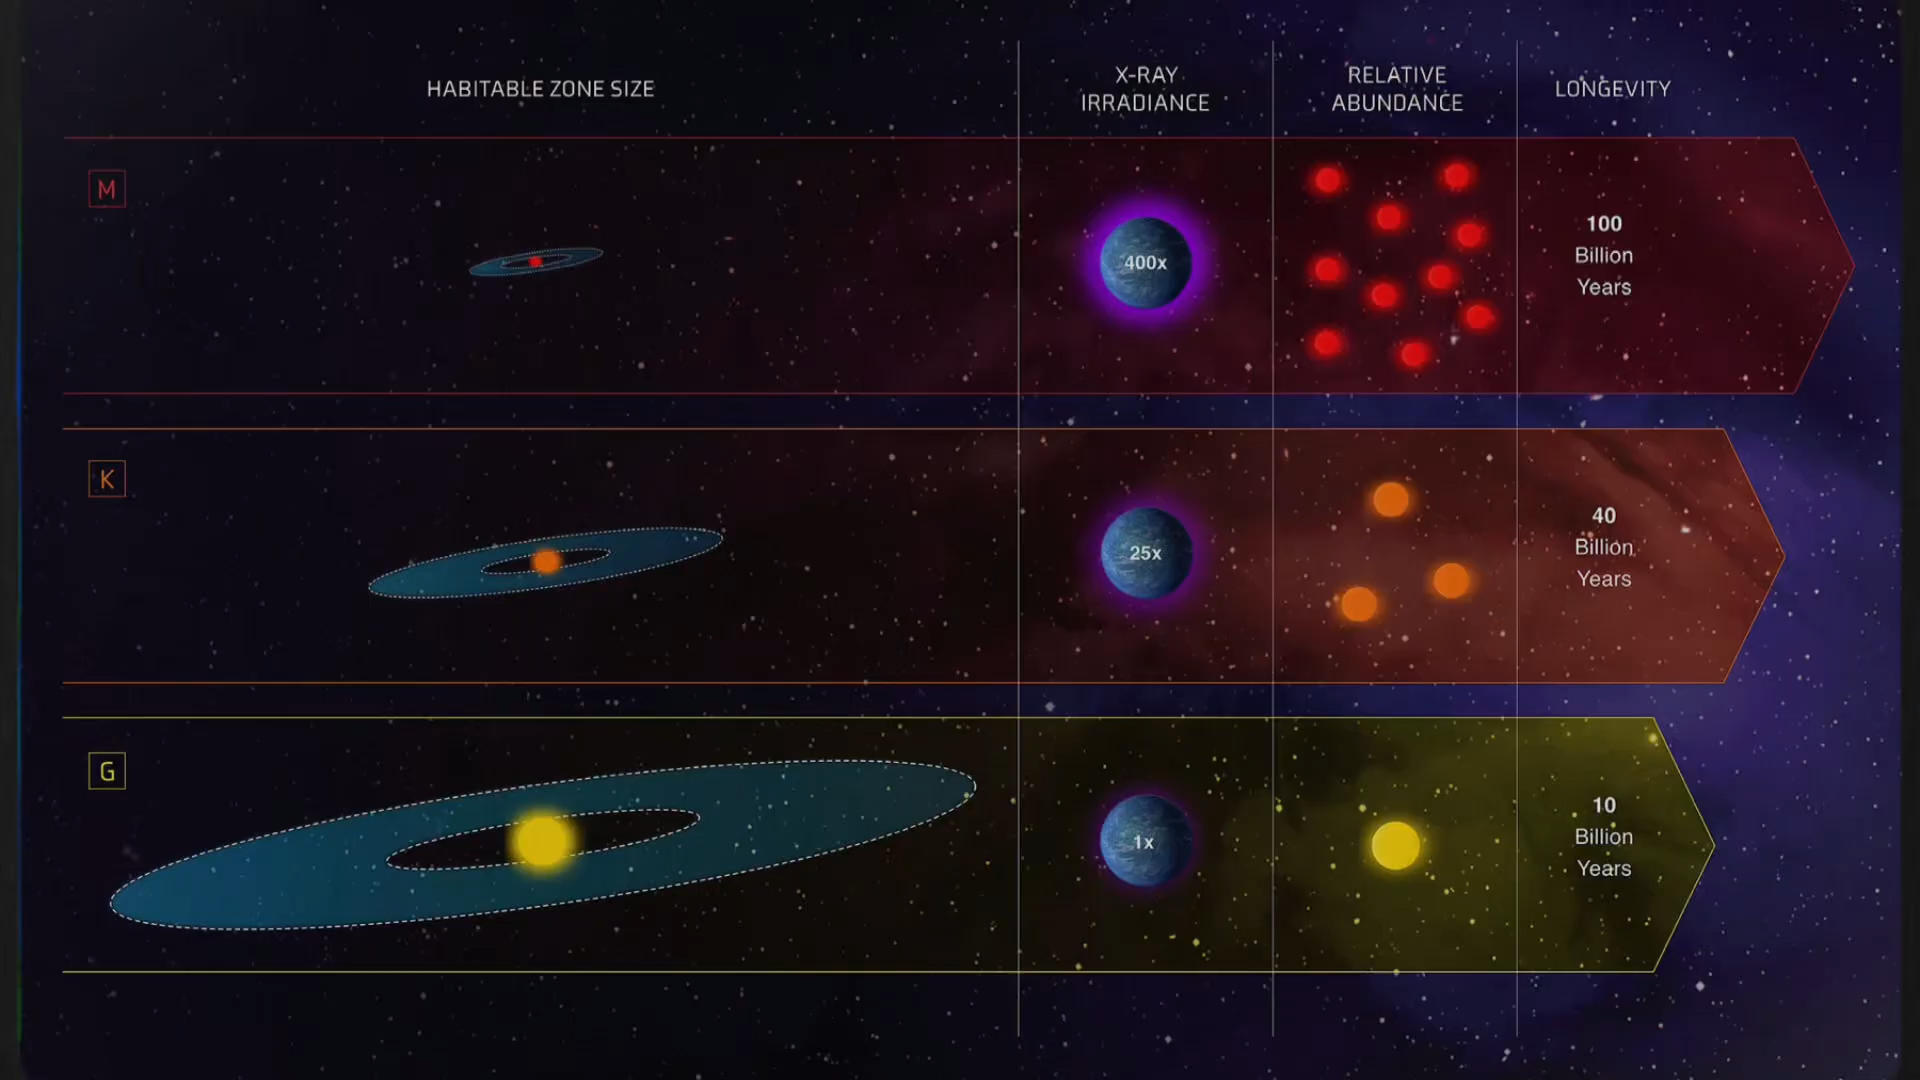 HABITABLE ZONE SIZE
X-RAY
IRRADIANCE
RELATIVE
ABUNDANCE
LONGEVITY
M
400x
100
Billion
Years
K
25x
40
Billion
Years
G
1x
10
Billion
Years